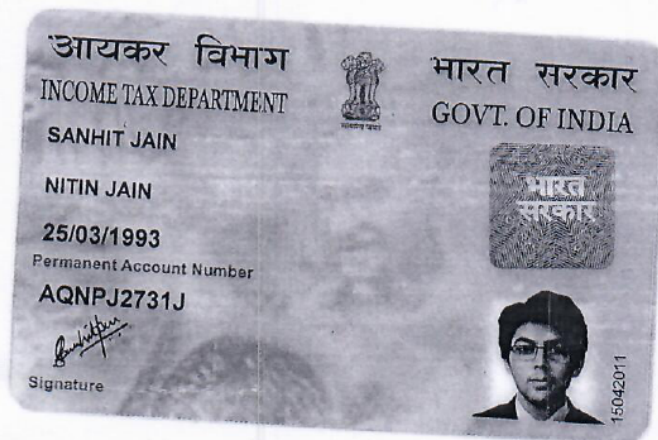 आयकर विभाग
INCOME TAX DEPARTMENT
भारत सरकार
GOVT. OF INDIA
SANHIT JAIN
NITIN JAIN
25/03/1993
Permanent Account Number
AQNPJ2731J
Signature
भारत
सरकार
15042011